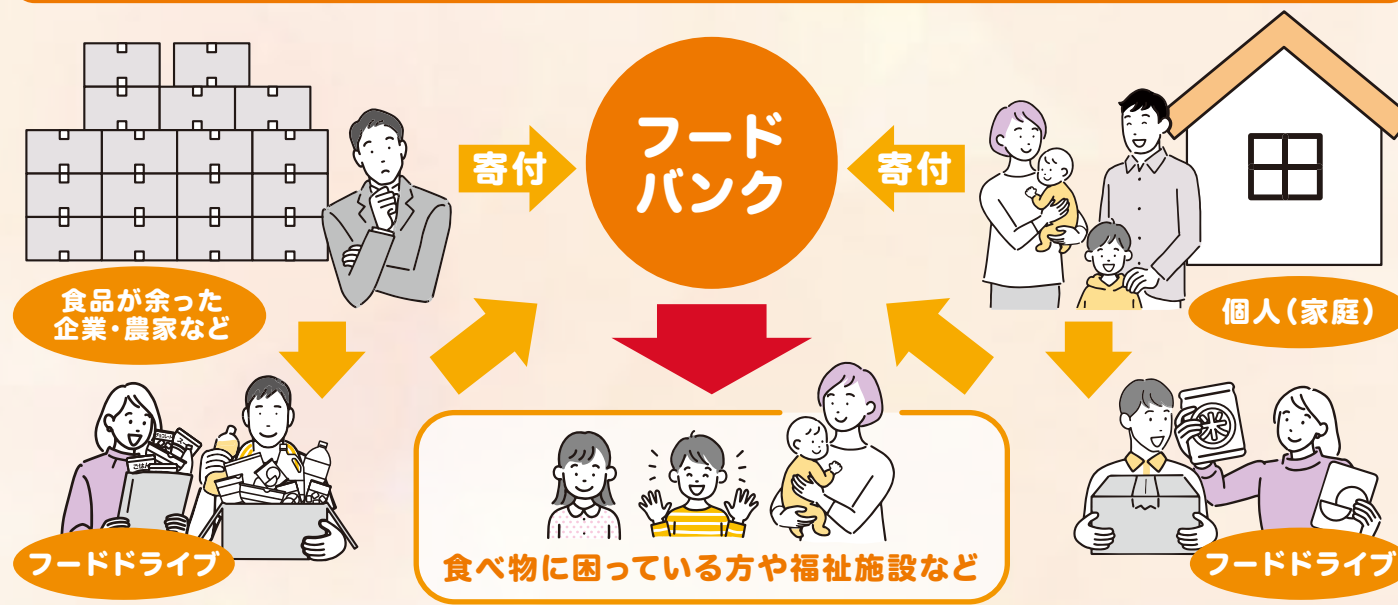 フード
バンク
寄付
寄付
食品が余った
企業・農家など
個人(家庭)
ごはん
フードドライブ
食べ物に困っている方や福祉施設など
フードドライブ